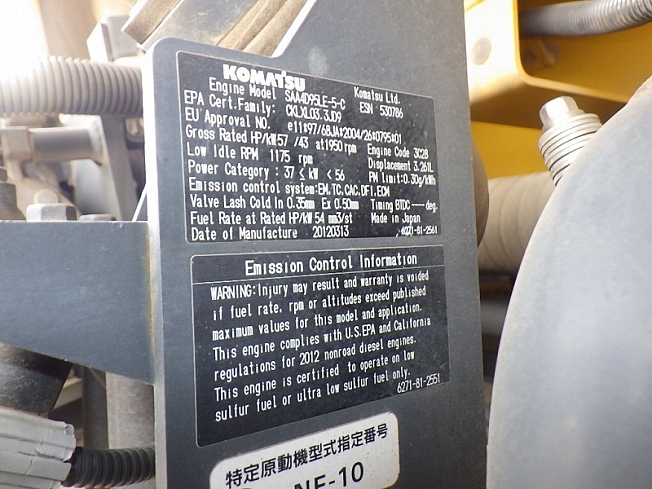 KOMATSU
Engine Model SAA4D95LE-5-C Komatsu Ltd.
EPA Cert.Family: CKLXL03.3JD9 ESN 530786
EU Approval NO. e11*97/68JA*2004/26*0795*01
Gross Rated HP/kW 57 /43 at1950 rpm Engine Code 3C28
Low Idle RPM 1175 rpm Displacement 3.261L
Power Category : 37 ≤ kW < 56 PM limit:0.30g/kWh
Emission control system:EM,TC,CAC,DFI,ECM
Valve Lash Cold In 0.35mm Ex 0.50mm Timing BTDC --- deg.
Fuel Rate at Rated HP/kW 54 mm3/st Made in Japan
Date of Manufacture 20120313 6271-81-2561
Emission Control Information
WARNING:Injury may result and warranty is voided
if fuel rate, rpm or altitudes exceed published
maximum values for this model and application.
This engine complies with U.S.EPA and California
regulations for 2012 nonroad diesel engines.
This engine is certified to operate on low
sulfur fuel or ultra low sulfur fuel only.
6271-81-2551
特定原動機型式指定番号
NE-10